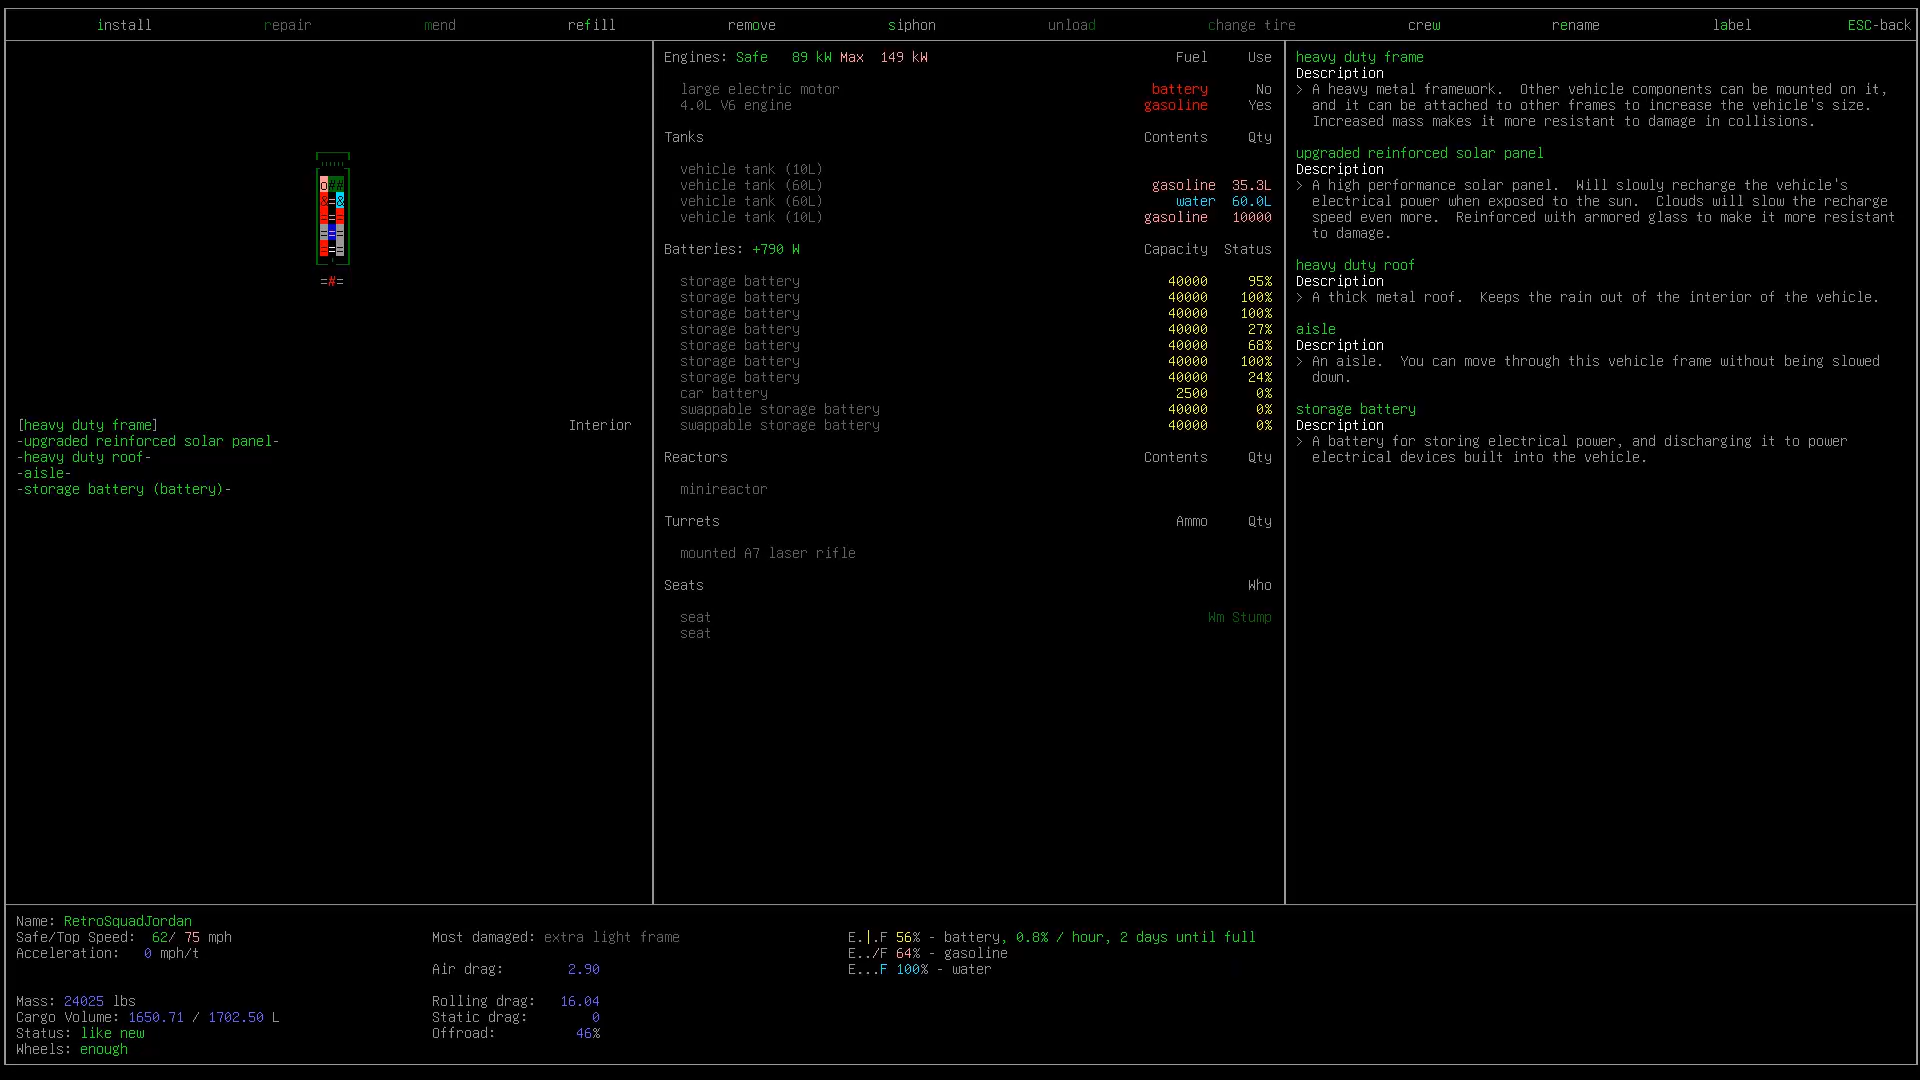 install repair mend refill remove siphon unload change tire crew rename label ESC-back
Engines: Safe 89 kW Max 149 kW Fuel Use
large electric motor battery No
4.0L V6 engine gasoline Yes
Tanks Contents Qty
vehicle tank (10L)
vehicle tank (60L) gasoline 35.3L
vehicle tank (60L) water 60.0L
vehicle tank (10L) gasoline 10000
Batteries: +790 W Capacity Status
storage battery 40000 95%
storage battery 40000 100%
storage battery 40000 100%
storage battery 40000 27%
storage battery 40000 68%
storage battery 40000 100%
storage battery 40000 24%
car battery 2500 0%
swappable storage battery 40000 0%
swappable storage battery 40000 0%
Reactors Contents Qty
minireactor
Turrets Ammo Qty
mounted A7 laser rifle
Seats Who
seat Wm Stump
seat
[heavy duty frame] Interior
-upgraded reinforced solar panel-
-heavy duty roof-
-aisle-
-storage battery (battery)-
heavy duty frame
Description
> A heavy metal framework. Other vehicle components can be mounted on it,
and it can be attached to other frames to increase the vehicle's size.
Increased mass makes it more resistant to damage in collisions.
upgraded reinforced solar panel
Description
> A high performance solar panel. Will slowly recharge the vehicle's
electrical power when exposed to the sun. Clouds will slow the recharge
speed even more. Reinforced with armored glass to make it more resistant
to damage.
heavy duty roof
Description
> A thick metal roof. Keeps the rain out of the interior of the vehicle.
aisle
Description
> An aisle. You can move through this vehicle frame without being slowed
down.
storage battery
Description
> A battery for storing electrical power, and discharging it to power
electrical devices built into the vehicle.
Name: RetroSquadJordan
Safe/Top Speed: 62/ 75 mph
Acceleration: 0 mph/t
Mass: 24025 lbs
Cargo Volume: 1650.71 / 1702.50 L
Status: like new
Wheels: enough
Most damaged: extra light frame
Air drag: 2.90
Rolling drag: 16.04
Static drag: 0
Offroad: 46%
E.|.F 56% - battery, 0.8% / hour, 2 days until full
E../F 64% - gasoline
E...F 100% - water